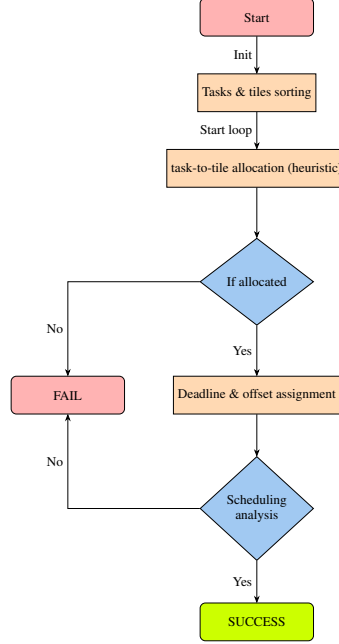 Start
Init
Tasks & tiles sorting
Start loop
task-to-tile allocation (heuristic)
If allocated
No
Yes
FAIL
Deadline & offset assignment
No
Scheduling
analysis
Yes
SUCCESS